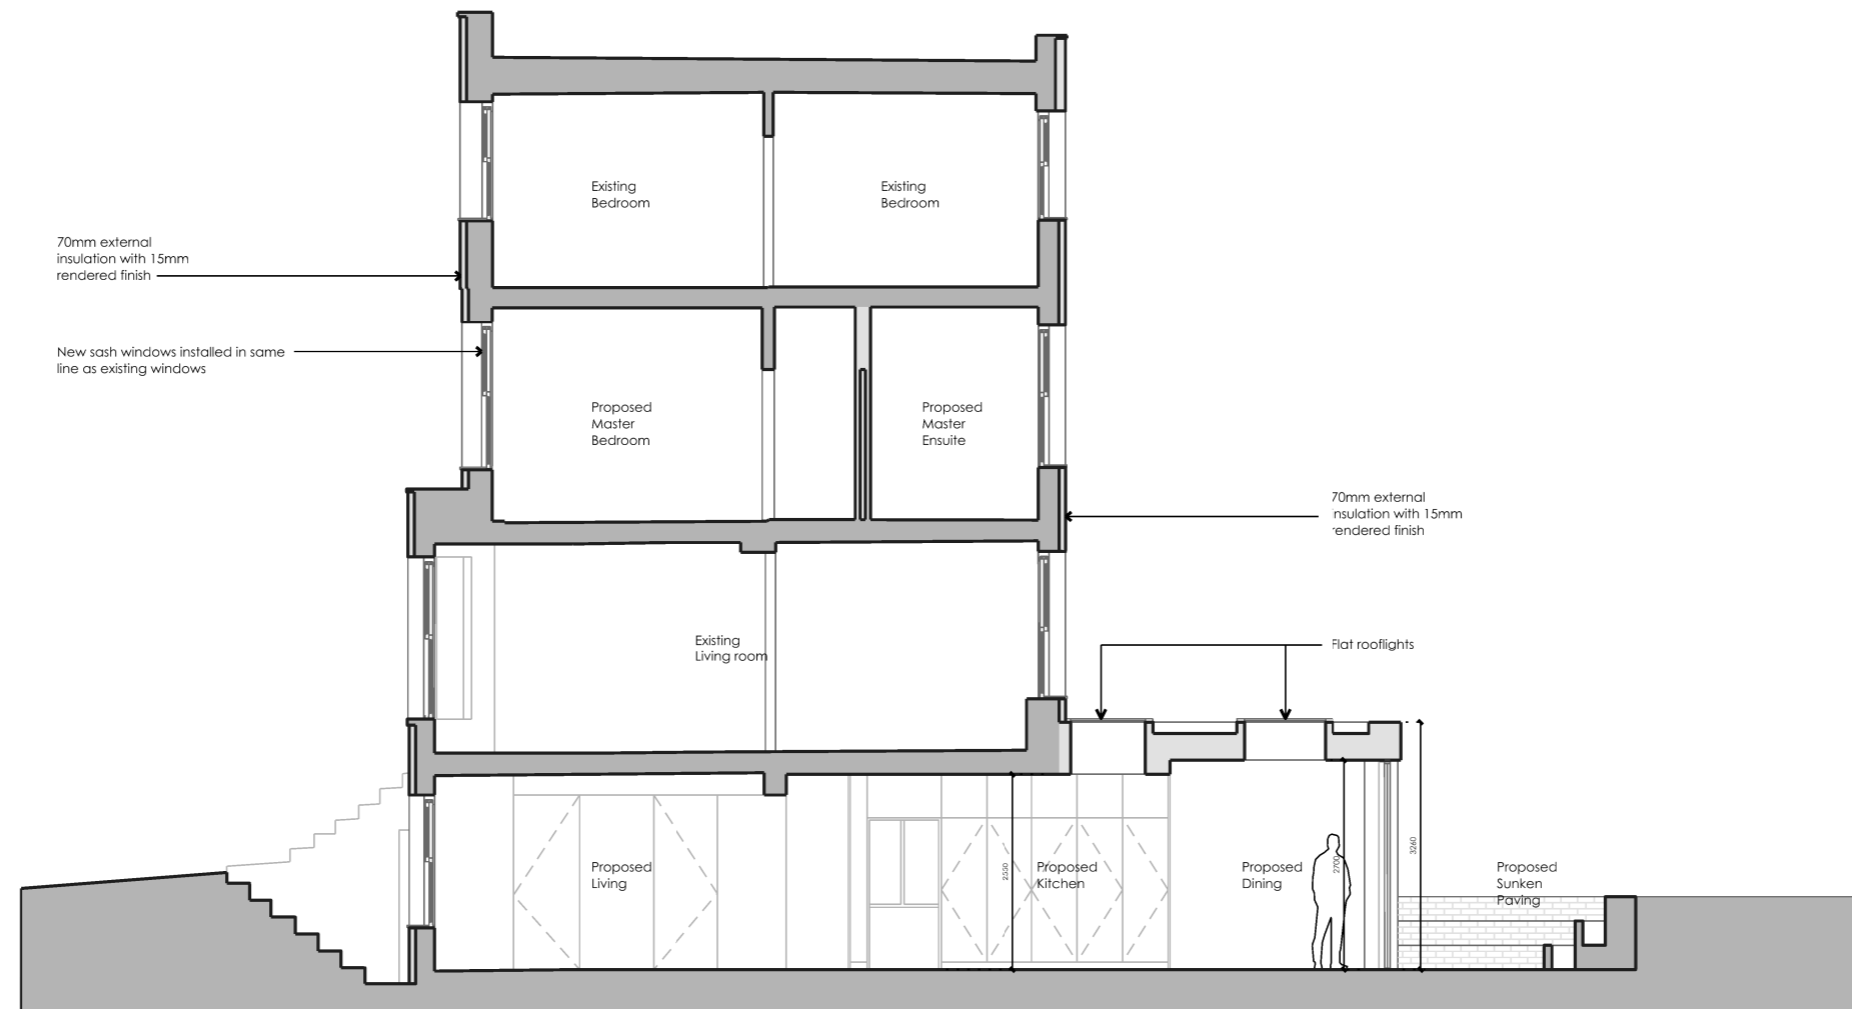 Existing
Bedroom
Existing
Bedroom
70mm external
insulation with 15mm
rendered finish
New sash windows installed in same
line as existing windows
Proposed
Master
Bedroom
Proposed
Master
Ensuite
70mm external
insulation with 15mm
rendered finish
Existing
Living room
Flat rooflights
Proposed
Living
2350
Proposed
Kitchen
Proposed
Dining
2700
3260
Proposed
Sunken
Paving